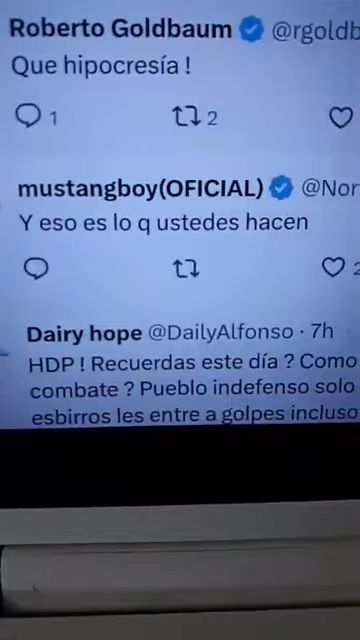 Roberto Goldbaum @rgoldb
Que hipocresía !
1 2
mustangboy(OFICIAL) @Nor
Y eso es lo q ustedes hacen
2
Dairy hope @DailyAlfonso · 7h
HDP ! Recuerdas este día ? Como
combate ? Pueblo indefenso solo
esbirros les entre a golpes incluso